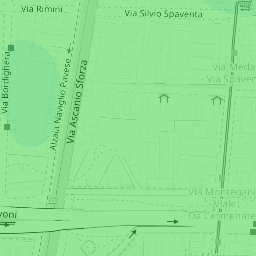 Via Rimini
Via Silvio Spaventa
Via Bordighera
Alzaia Naviglio Pavese
Via Ascanio Sforza
Via Meda
- Via Spaven
Via Montegani
Viale
Da Cermenate
voni